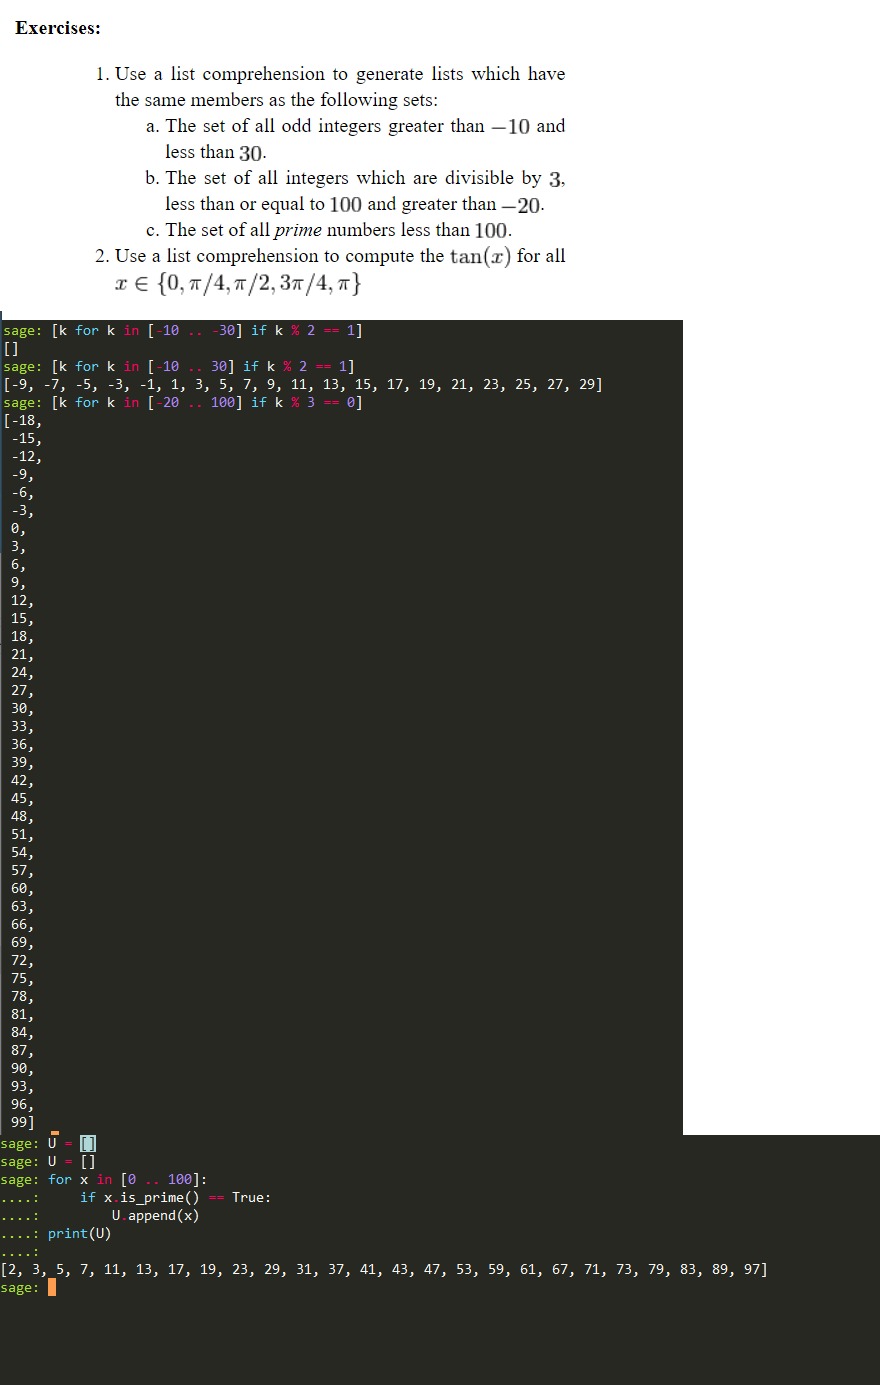 Exercises:
1. Use a list comprehension to generate lists which have
the same members as the following sets:
a. The set of all odd integers greater than −10 and
less than 30.
b. The set of all integers which are divisible by 3,
less than or equal to 100 and greater than −20.
c. The set of all prime numbers less than 100.
2. Use a list comprehension to compute the tan(x) for all
x ∈ {0, π/4, π/2, 3π/4, π}
sage: [k for k in [-10 .. -30] if k % 2 == 1]
[]
sage: [k for k in [-10 .. 30] if k % 2 == 1]
[-9, -7, -5, -3, -1, 1, 3, 5, 7, 9, 11, 13, 15, 17, 19, 21, 23, 25, 27, 29]
sage: [k for k in [-20 .. 100] if k % 3 == 0]
[-18,
-15,
-12,
-9,
-6,
-3,
0,
3,
6,
9,
12,
15,
18,
21,
24,
27,
30,
33,
36,
39,
42,
45,
48,
51,
54,
57,
60,
63,
66,
69,
72,
75,
78,
81,
84,
87,
90,
93,
96,
99]
sage: U = []
sage: U = []
sage: for x in [0 .. 100]:
....:     if x.is_prime() == True:
....:         U.append(x)
....: print(U)
....:
[2, 3, 5, 7, 11, 13, 17, 19, 23, 29, 31, 37, 41, 43, 47, 53, 59, 61, 67, 71, 73, 79, 83, 89, 97]
sage: